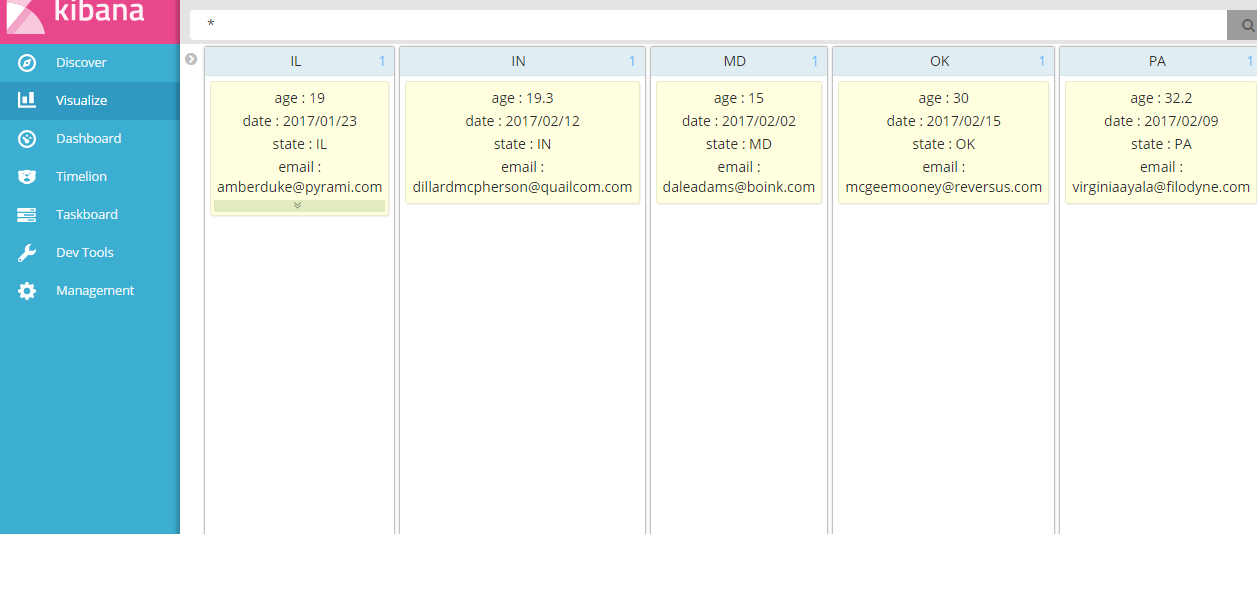 kibana
*
Discover
Visualize
Dashboard
Timelion
Taskboard
Dev Tools
Management
IL 1
age : 19
date : 2017/01/23
state : IL
email :
amberduke@pyrami.com
IN 1
age : 19.3
date : 2017/02/12
state : IN
email :
dillardmcpherson@quailcom.com
MD 1
age : 15
date : 2017/02/02
state : MD
email :
daleadams@boink.com
OK 1
age : 30
date : 2017/02/15
state : OK
email :
mcgeemooney@reversus.com
PA 1
age : 32.2
date : 2017/02/09
state : PA
email :
virginiaayala@filodyne.com